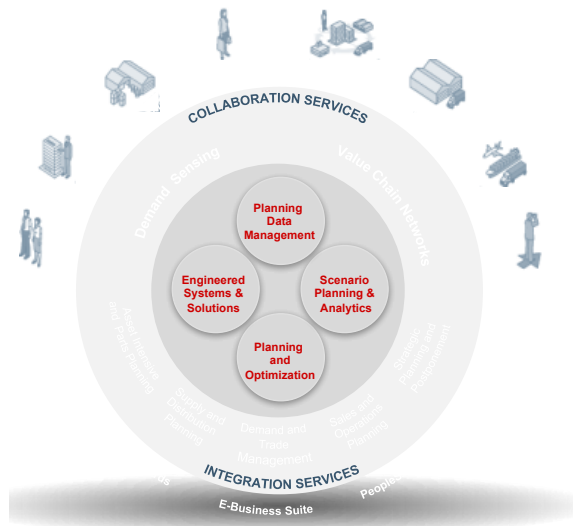 COLLABORATION SERVICES
Demand Sensing
Value Chain Networks
Planning
Data
Management
Engineered
Systems &
Solutions
Scenario
Planning &
Analytics
Planning
and
Optimization
Asset Intensive
and Parts Planning
Supply and
Distribution
Planning
Demand and
Trade
Management
Sales and
Operations
Planning
Strategic
Planning and
INTEGRATION SERVICES
E-Business Suite